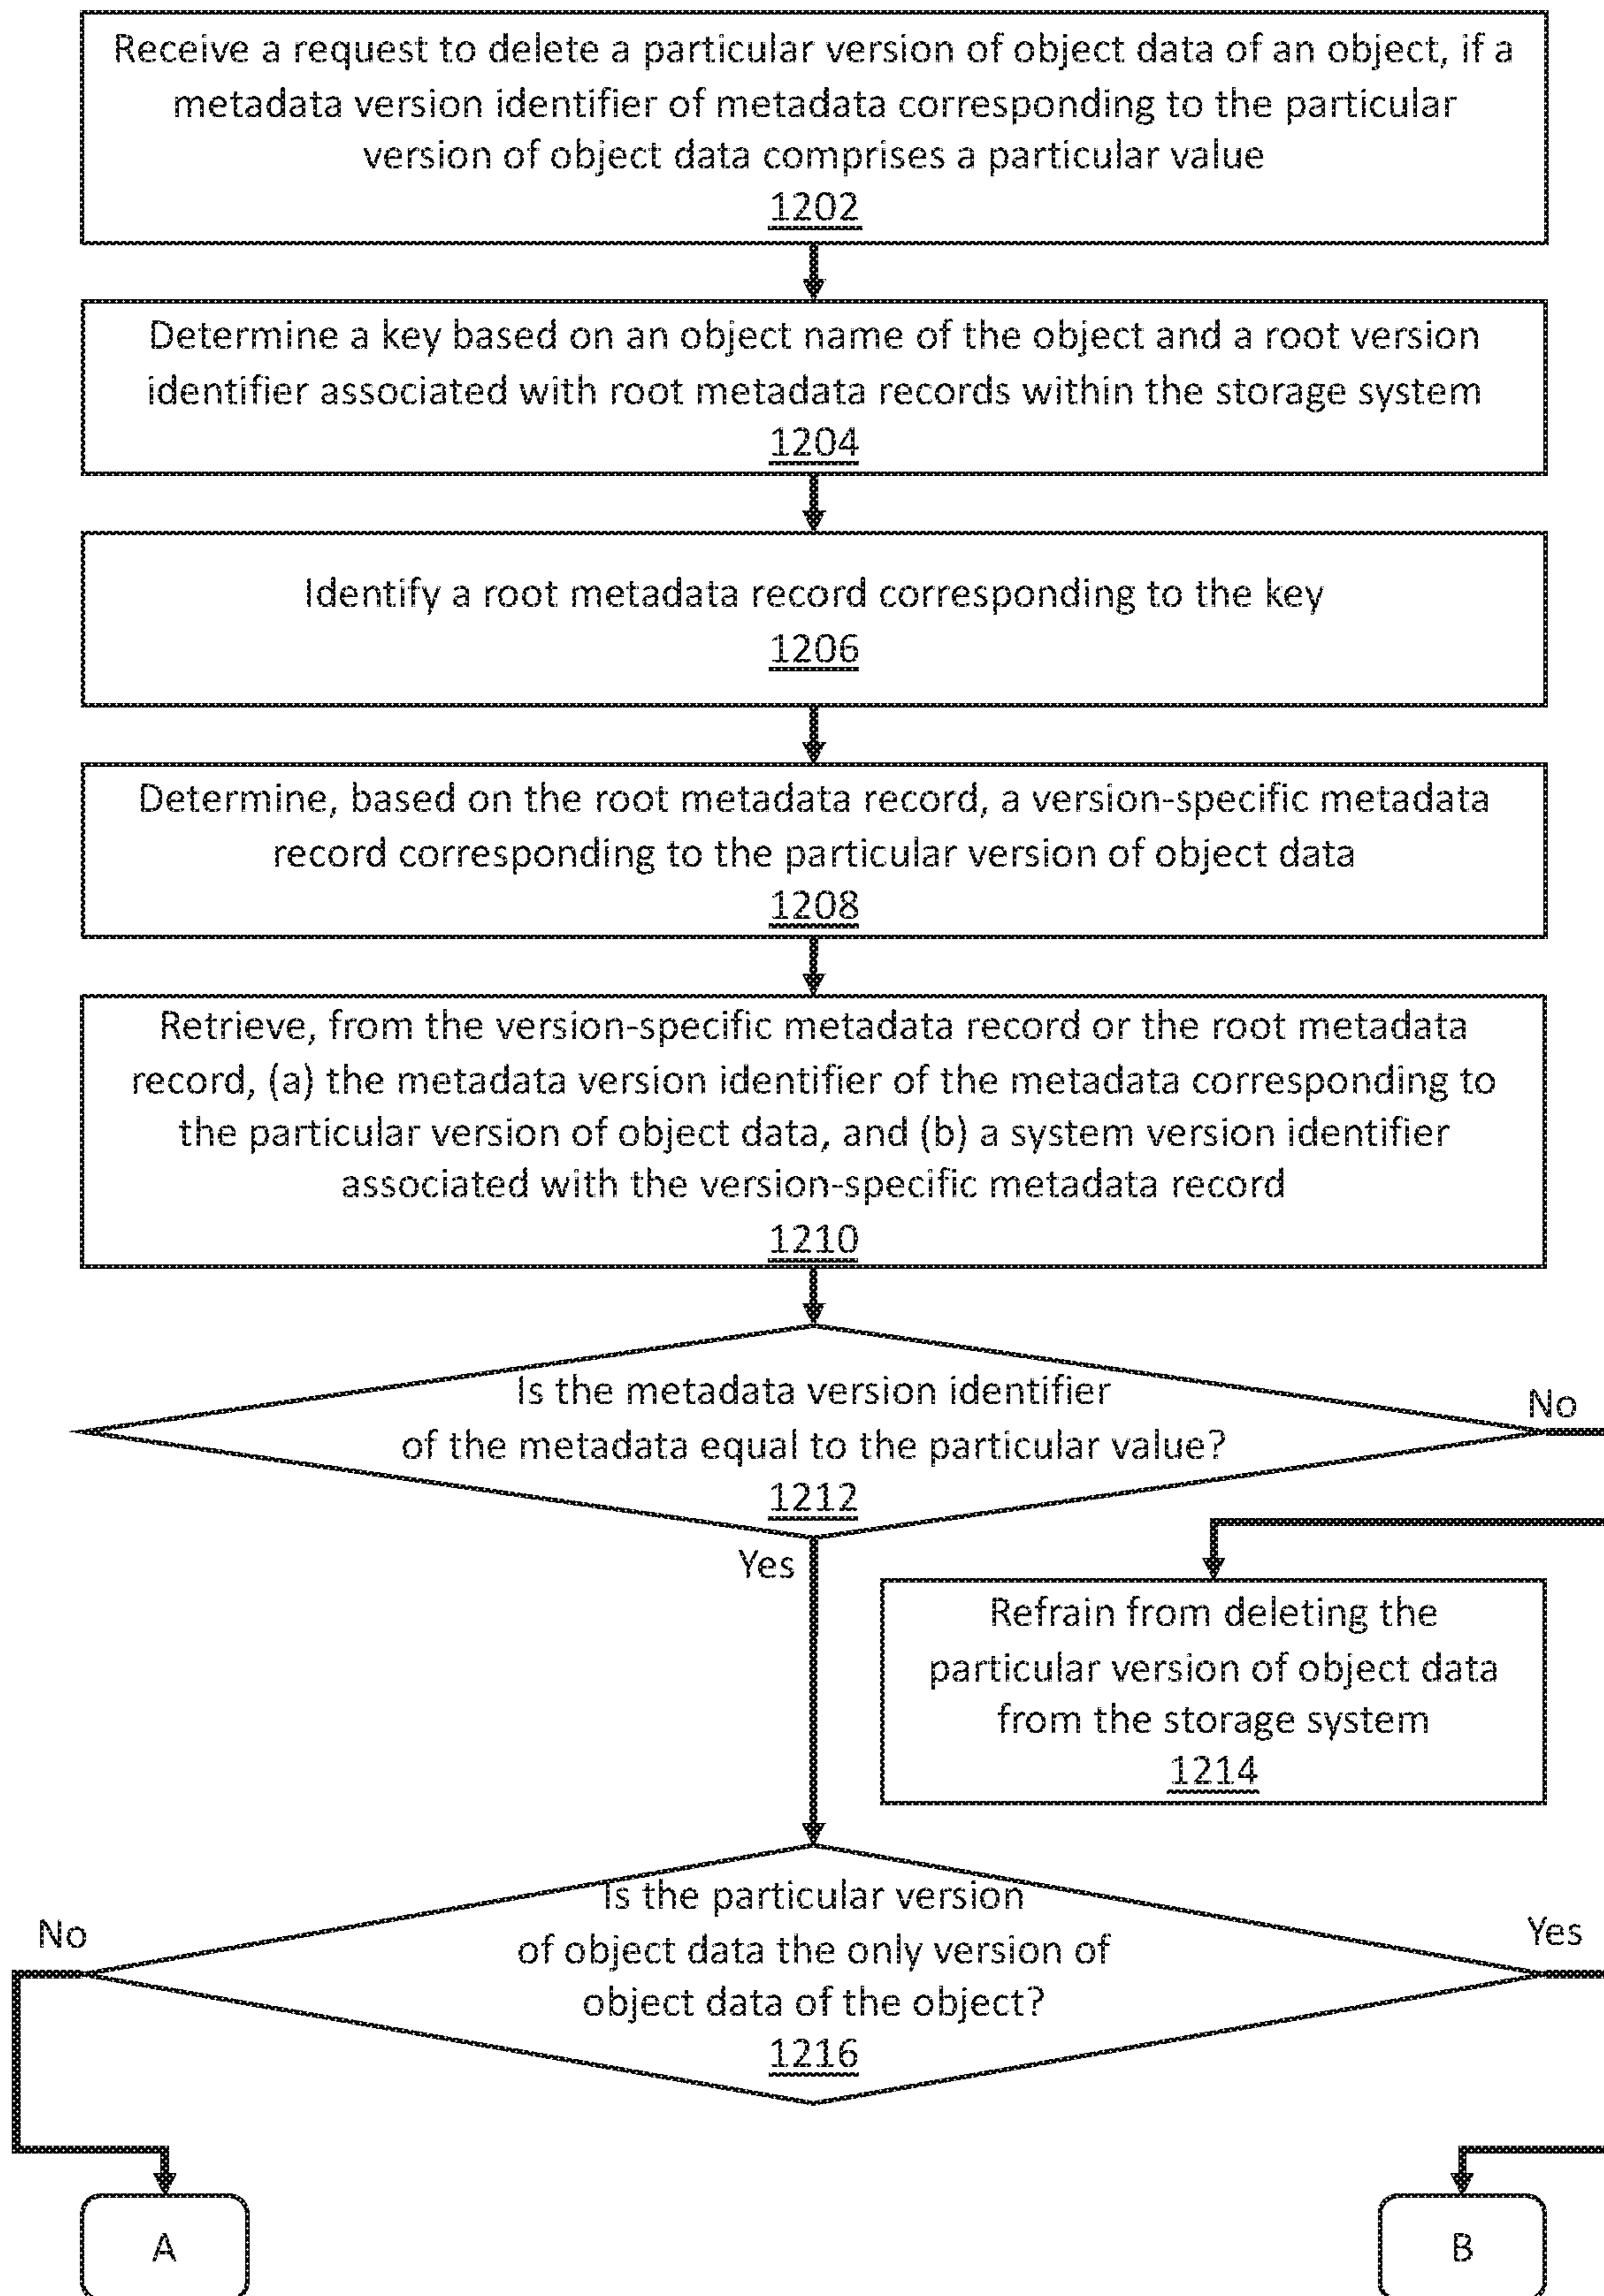 Receive a request to delete a particular version of object data of an object, if a
metadata version identifier of metadata corresponding to the particular
version of object data comprises a particular value
1202
Determine a key based on an object name of the object and a root version
identifier associated with root metadata records within the storage system
1204
Identify a root metadata record corresponding to the key
1206
Determine, based on the root metadata record, a version-specific metadata
record corresponding to the particular version of object data
1208
Retrieve, from the version-specific metadata record or the root metadata
record, (a) the metadata version identifier of the metadata corresponding to
the particular version of object data, and (b) a system version identifier
associated with the version-specific metadata record
1210
Is the metadata version identifier
of the metadata equal to the particular value?
1212
No
Yes
Refrain from deleting the
particular version of object data
from the storage system
1214
Is the particular version
of object data the only version of
object data of the object?
1216
No
Yes
A
B